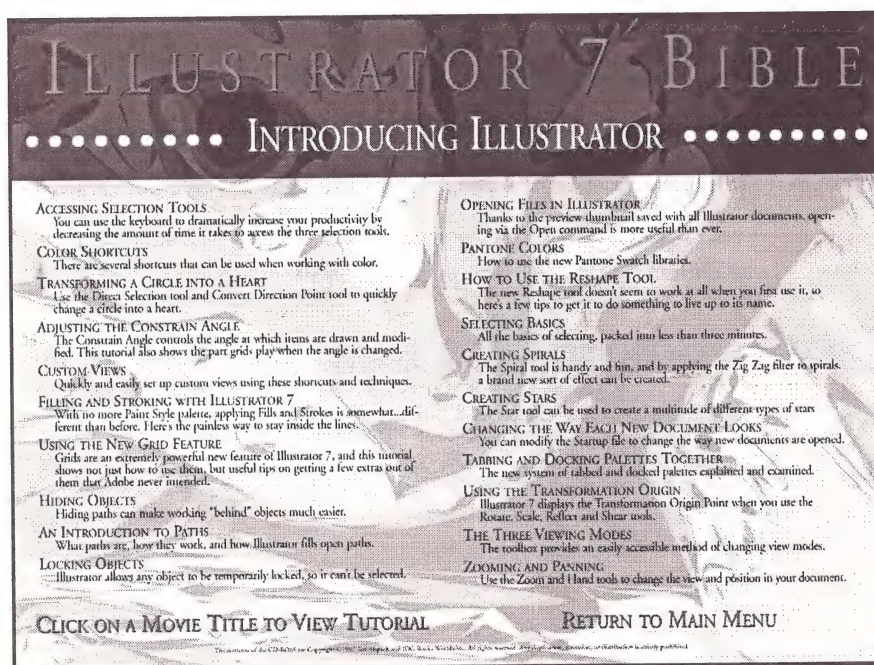 ILLUSTRATOR 7 BIBLE
INTRODUCING ILLUSTRATOR
ACCESSING SELECTION TOOLS
You can use the keyboard to dramatically increase your productivity by
decreasing the amount of time it takes to access the three selection tools.
COLOR SHORTCUTS
There are several shortcuts that can be used when working with color.
TRANSFORMING A CIRCLE INTO A HEART
Use the Direct Selection tool and Convert Direction Point tool to quickly
change a circle into a heart.
ADJUSTING THE CONSTRAIN ANGLE
The Constrain Angle controls the angle at which items are drawn and modi-
fied. This tutorial also shows the part grids play when the angle is changed.
CUSTOM VIEWS
Quickly and easily set up custom views using these shortcuts and techniques.
FILLING AND STROKING WITH ILLUSTRATOR 7
With no more Paint Style palette, applying Fills and Strokes is somewhat...dif-
ferent than before. Here's the painless way to stay inside the lines.
USING THE NEW GRID FEATURE
Grids are an extremely powerful new feature of Illustrator 7, and this tutorial
shows not just how to use them, but useful tips on getting a few extras out of
them that Adobe never intended.
HIDING OBJECTS
Hiding paths can make working "behind" objects much easier.
AN INTRODUCTION TO PATHS
What paths are, how they work, and how Illustrator fills open paths.
LOCKING OBJECTS
Illustrator allows any object to be temporarily locked, so it can't be selected.
OPENING FILES IN ILLUSTRATOR
Thanks to the preview thumbnail saved with all Illustrator documents, open-
ing via the Open command is more useful than ever.
PANTONE COLORS
How to use the new Pantone Swatch libraries.
HOW TO USE THE RESHAPE TOOL
The new Reshape tool doesn't seem to work at all when you first use it, so
here's a few tips to get it to do something to live up to its name.
SELECTING BASICS
All the basics of selecting, packed into less than three minutes.
CREATING SPIRALS
The Spiral tool is handy and fun, and by applying the Zig Zag filter to spirals,
a brand new sort of effect can be created.
CREATING STARS
The Star tool can be used to create a multitude of different types of stars
CHANGING THE WAY EACH NEW DOCUMENT LOOKS
You can modify the Startup file to change the way new documents are opened.
TABBING AND DOCKING PALETTES TOGETHER
The new system of tabbed and docked palettes explained and examined.
USING THE TRANSFORMATION ORIGIN
Illustrator 7 displays the Transformation Origin Point when you use the
Rotate, Scale, Reflect and Shear tools.
THE THREE VIEWING MODES
The toolbox provides an easily accessible method of changing view modes.
ZOOMING AND PANNING
Use the Zoom and Hand tools to change the view and position in your document.
CLICK ON A MOVIE TITLE TO VIEW TUTORIAL
RETURN TO MAIN MENU